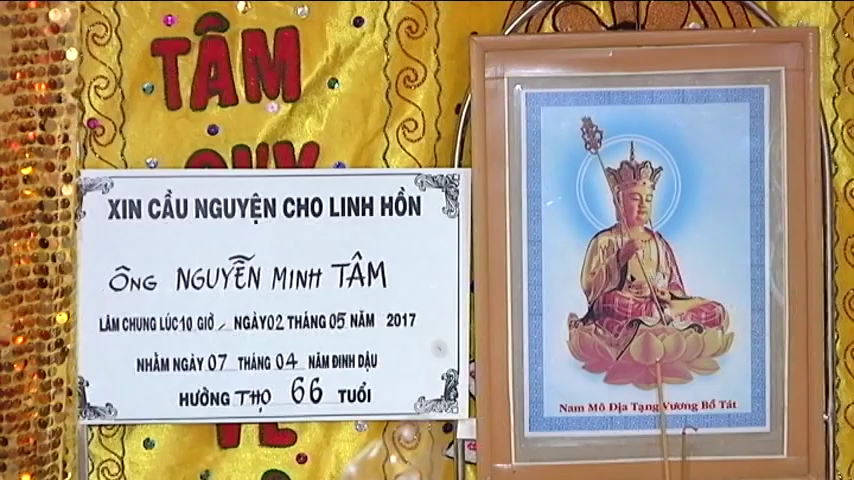 TÂM
QUY
XIN CẦU NGUYỆN CHO LINH HỒN
ÔNG NGUYỄN MINH TÂM
LÂM CHUNG LÚC 10 GIỜ, NGÀY 02 THÁNG 05 NĂM 2017
NHẰM NGÀY 07 THÁNG 04 NĂM ĐINH DẬU
HƯỞNG THỌ 66 TUỔI
VỀ
Nam Mô Địa Tạng Vương Bồ Tát